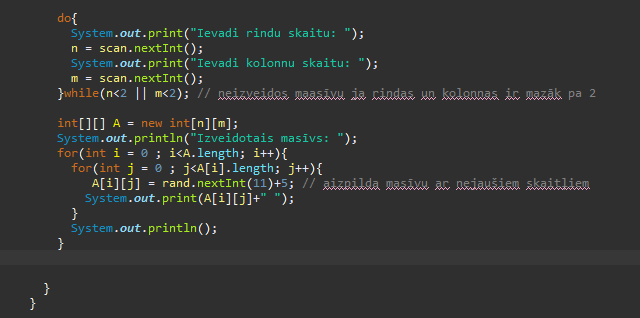 do{
System.out.print("Ievadi rindu skaitu: ");
n = scan.nextInt();
System.out.print("Ievadi kolonnu skaitu: ");
m = scan.nextInt();
}while(n<2 || m<2); // neizveidos maasīvu ja rindas un kolonnas ir mazāk pa 2
int[][] A = new int[n][m];
System.out.println("Izveidotais masīvs: ");
for(int i = 0 ; i<A.length; i++){
for(int j = 0 ; j<A[i].length; j++){
A[i][j] = rand.nextInt(11)+5; // aizpilda masīvu ar nejaušiem skaitļiem
System.out.print(A[i][j]+" ");
}
System.out.println();
}
}
}